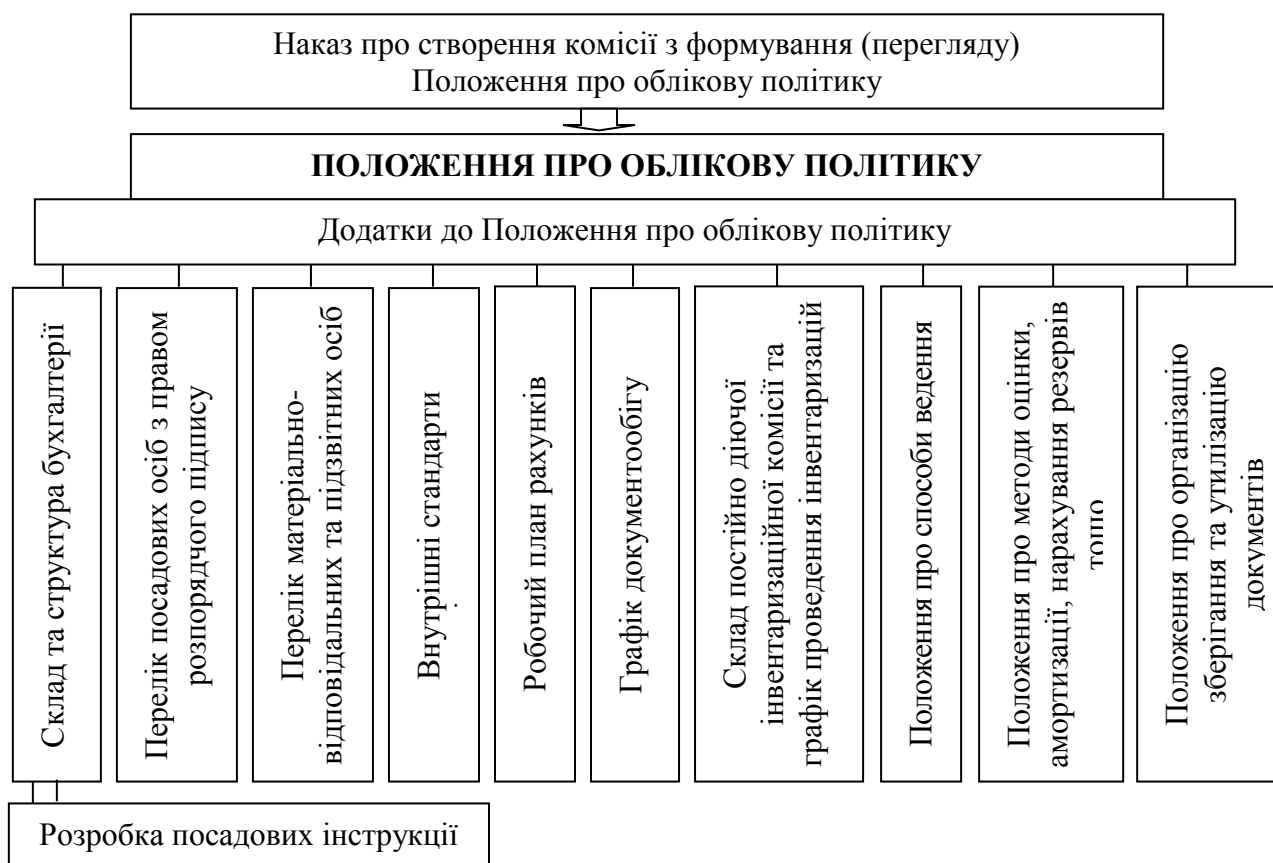 Наказ про створення комісії з формування (перегляду)
Положення про облікову політику
ПОЛОЖЕННЯ ПРО ОБЛІКОВУ ПОЛІТИКУ
Додатки до Положення про облікову політику
Склад та структура бухгалтерії
Перелік посадових осіб з правом
розпорядчого підпису
Перелік матеріально-
відповідальних та підзвітних осіб
Внутрішні стандарти
Робочий план рахунків
Графік документообігу
Склад постійно діючої
інвентаризаційної комісії та
графік проведення інвентаризацій
Положення про способи ведення
Положення про методи оцінки,
амортизації, нарахування резервів
тощо
Положення про організацію
зберігання та утилізацію
документів
Розробка посадових інструкції